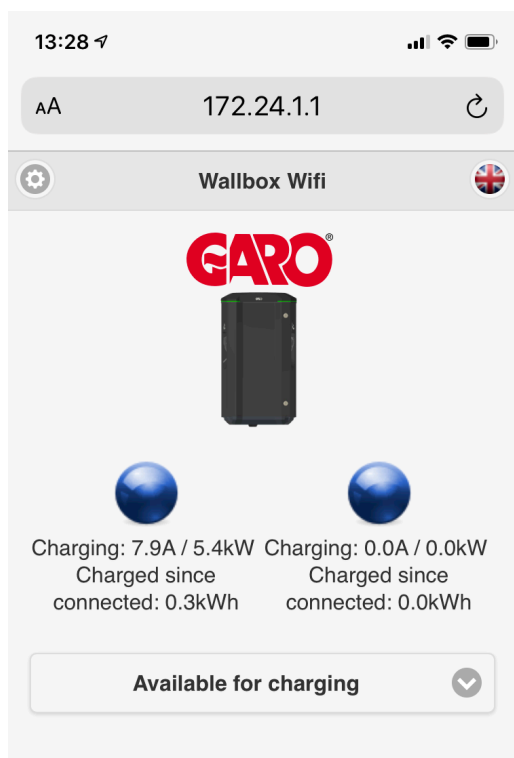 13:28
AA
172.24.1.1
Wallbox Wifi
GARO®
Charging: 7.9A / 5.4kW
Charged since
connected: 0.3kWh
Charging: 0.0A / 0.0kW
Charged since
connected: 0.0kWh
Available for charging